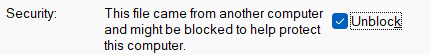 Security: This file came from another computer Unblock
and might be blocked to help protect
this computer.